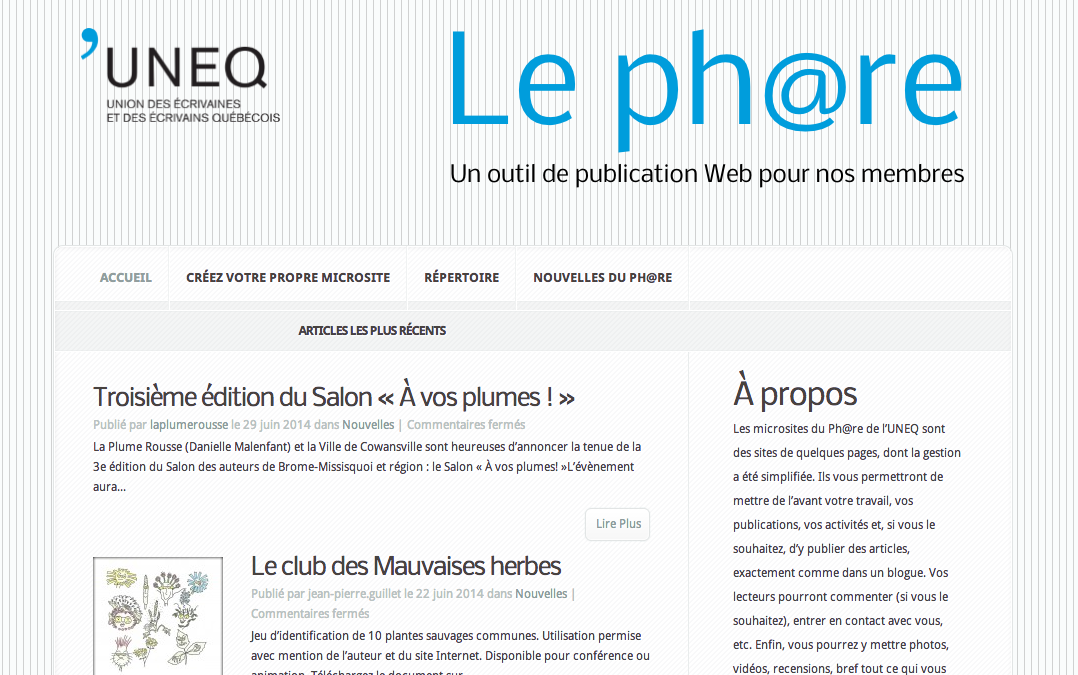 ’UNEQ
UNION DES ÉCRIVAINES
ET DES ÉCRIVAINS QUÉBÉCOIS
Le ph@re
Un outil de publication Web pour nos membres
ACCUEIL
CRÉEZ VOTRE PROPRE MICROSITE
RÉPERTOIRE
NOUVELLES DU PH@RE
ARTICLES LES PLUS RÉCENTS
Troisième édition du Salon « À vos plumes ! »
Publié par laplumerousse le 29 juin 2014 dans Nouvelles | Commentaires fermés
La Plume Rousse (Danielle Malenfant) et la Ville de Cowansville sont heureuses d’annoncer la tenue de la
3e édition du Salon des auteurs de Brome-Missisquoi et région : le Salon « À vos plumes! »L’évènement
aura...
Lire Plus
Le club des Mauvaises herbes
Publié par jean-pierre.guillet le 22 juin 2014 dans Nouvelles |
Commentaires fermés
Jeu d’identification de 10 plantes sauvages communes. Utilisation permise
avec mention de l’auteur et du site Internet. Disponible pour conférence ou
animation. Téléchargez le document sur
À propos
Les microsites du Ph@re de l’UNEQ sont
des sites de quelques pages, dont la gestion
a été simplifiée. Ils vous permettront de
mettre de l’avant votre travail, vos
publications, vos activités et, si vous le
souhaitez, d’y publier des articles,
exactement comme dans un blogue. Vos
lecteurs pourront commenter (si vous le
souhaitez), entrer en contact avec vous,
etc. Enfin, vous pourrez y mettre photos,
vidéos, recensions, bref tout ce qui vous